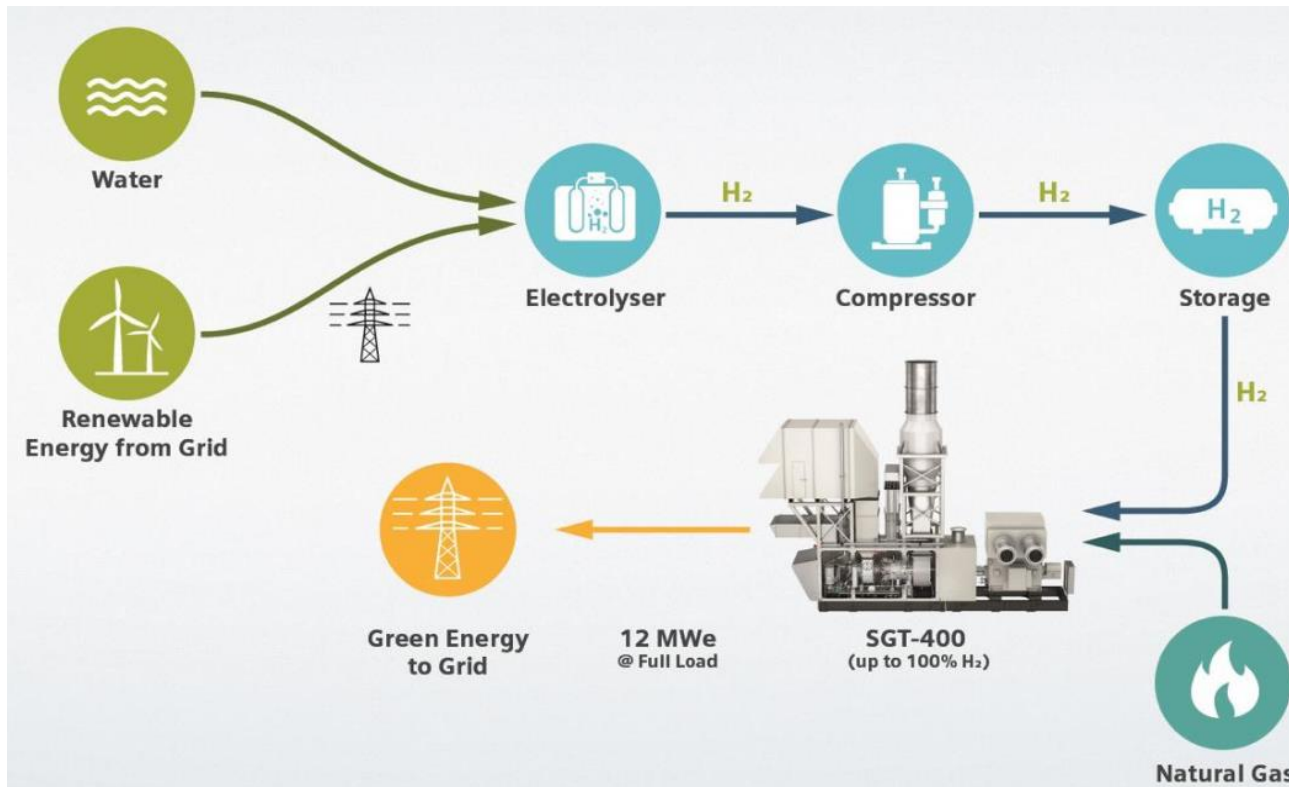 Water
Renewable
Energy from Grid
H₂
Electrolyser
H₂
Compressor
H₂
H₂
Storage
H₂
Green Energy
to Grid
12 MWe
@ Full Load
SGT-400
(up to 100% H₂)
Natural Gas